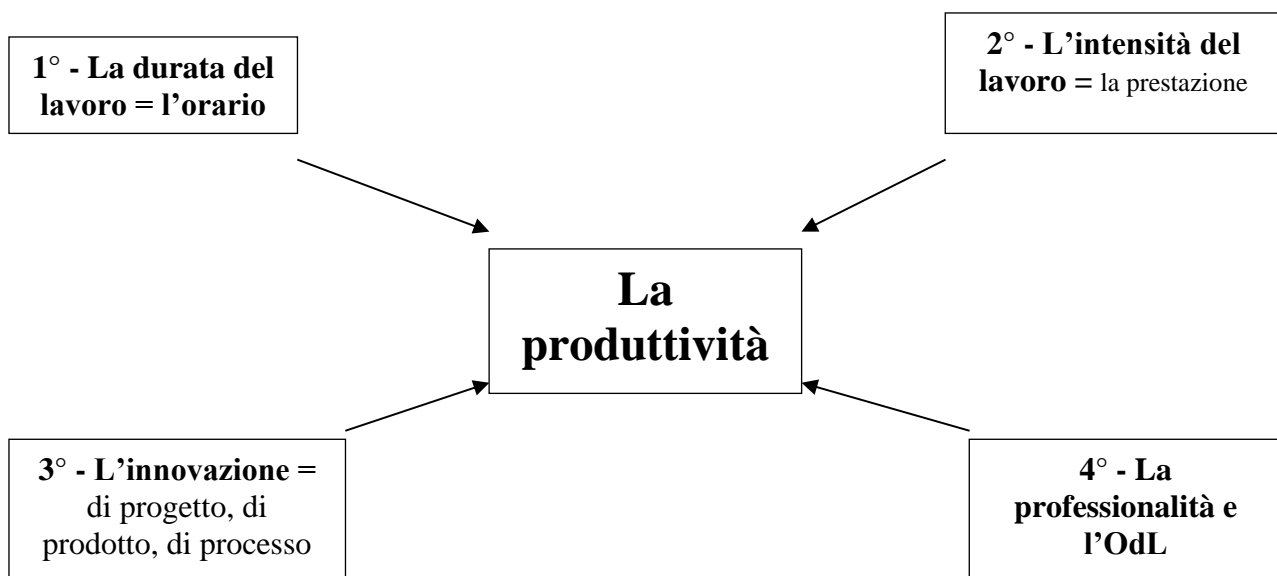 1° - La durata del
lavoro = l’orario
2° - L’intensità del
lavoro = la prestazione
La
produttività
3° - L’innovazione =
di progetto, di
prodotto, di processo
4° - La
professionalità e
l’OdL